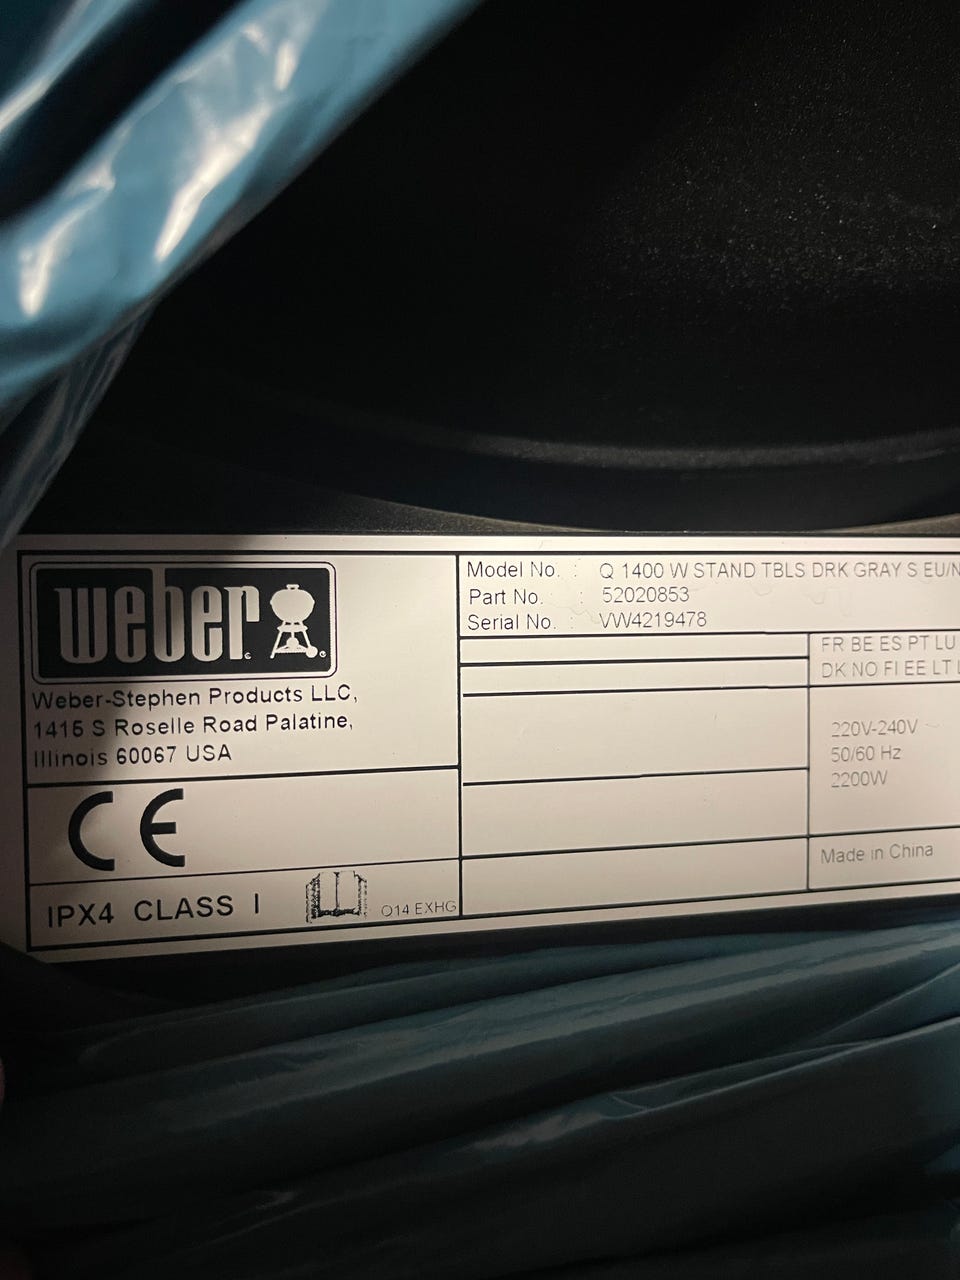 weber
Weber-Stephen Products LLC,
1415 S Roselle Road Palatine,
Illinois 60067 USA
CE
IPX4 CLASS I
Q14 EXHG
Model No. : Q 1400 W STAND TBLS DRK GRAY S EU/N
Part No. : 52020853
Serial No. : VW4219478
FR BE ES PT LU
DK NO FI EE LT
220V-240V ~
50/60 Hz
2200W
Made in China